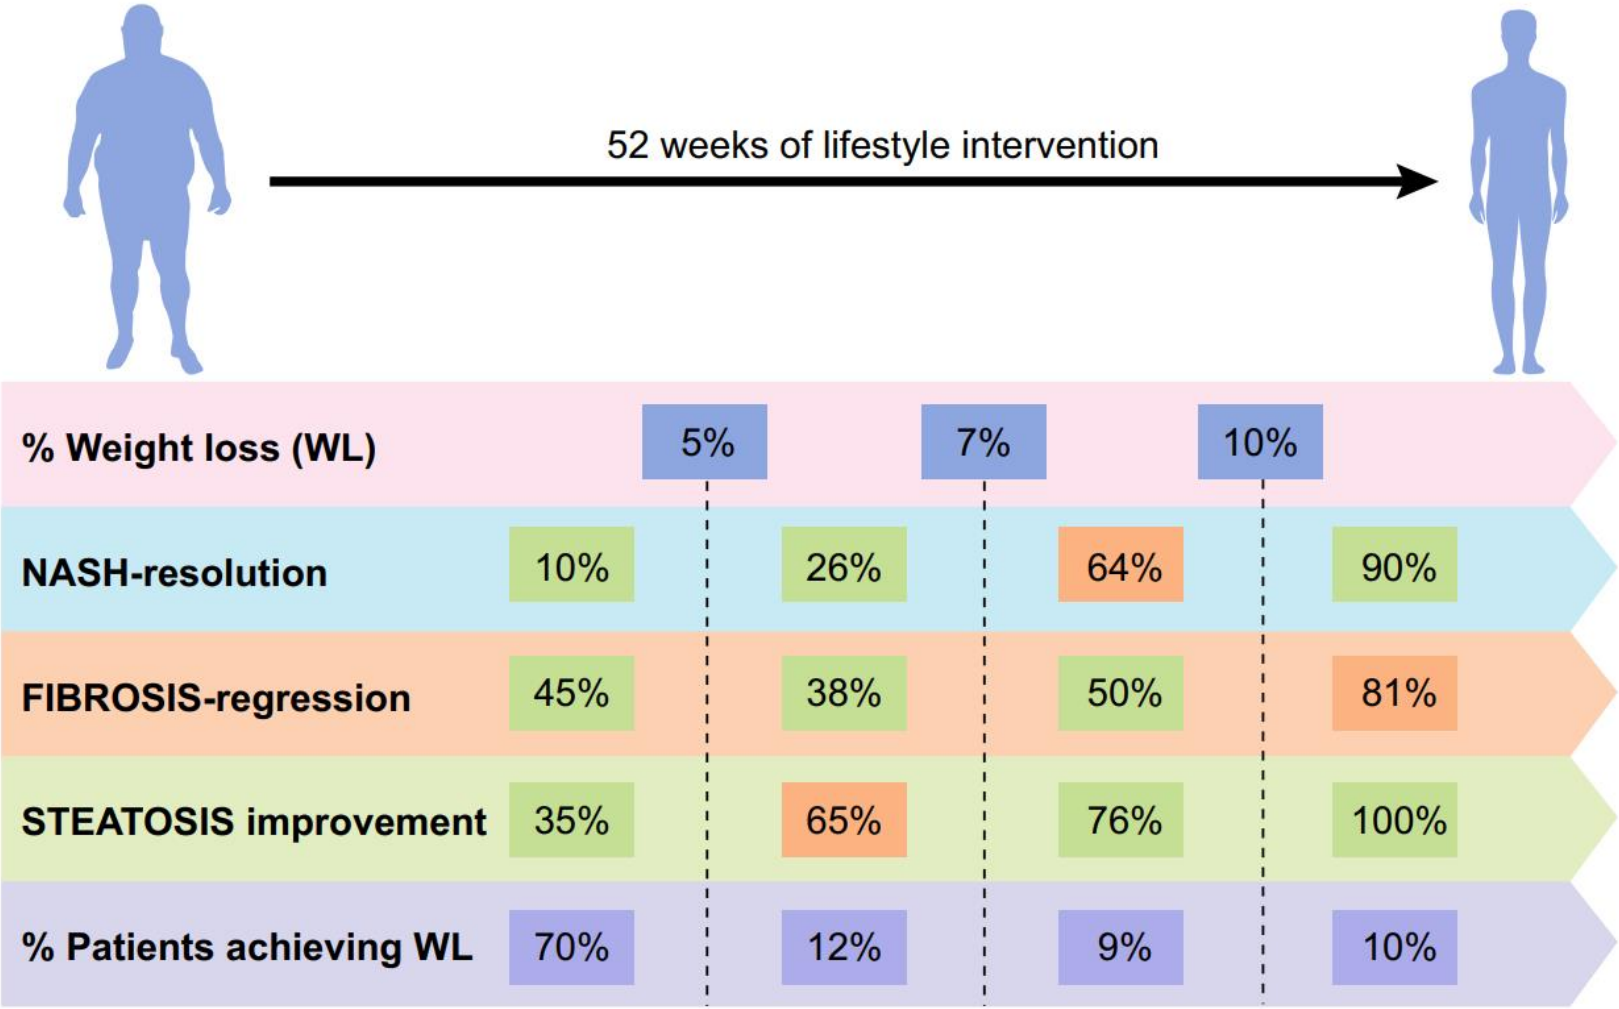 52 weeks of lifestyle intervention
% Weight loss (WL) 5% 7% 10%
NASH-resolution 10% 26% 64% 90%
FIBROSIS-regression 45% 38% 50% 81%
STEATOSIS improvement 35% 65% 76% 100%
% Patients achieving WL 70% 12% 9% 10%